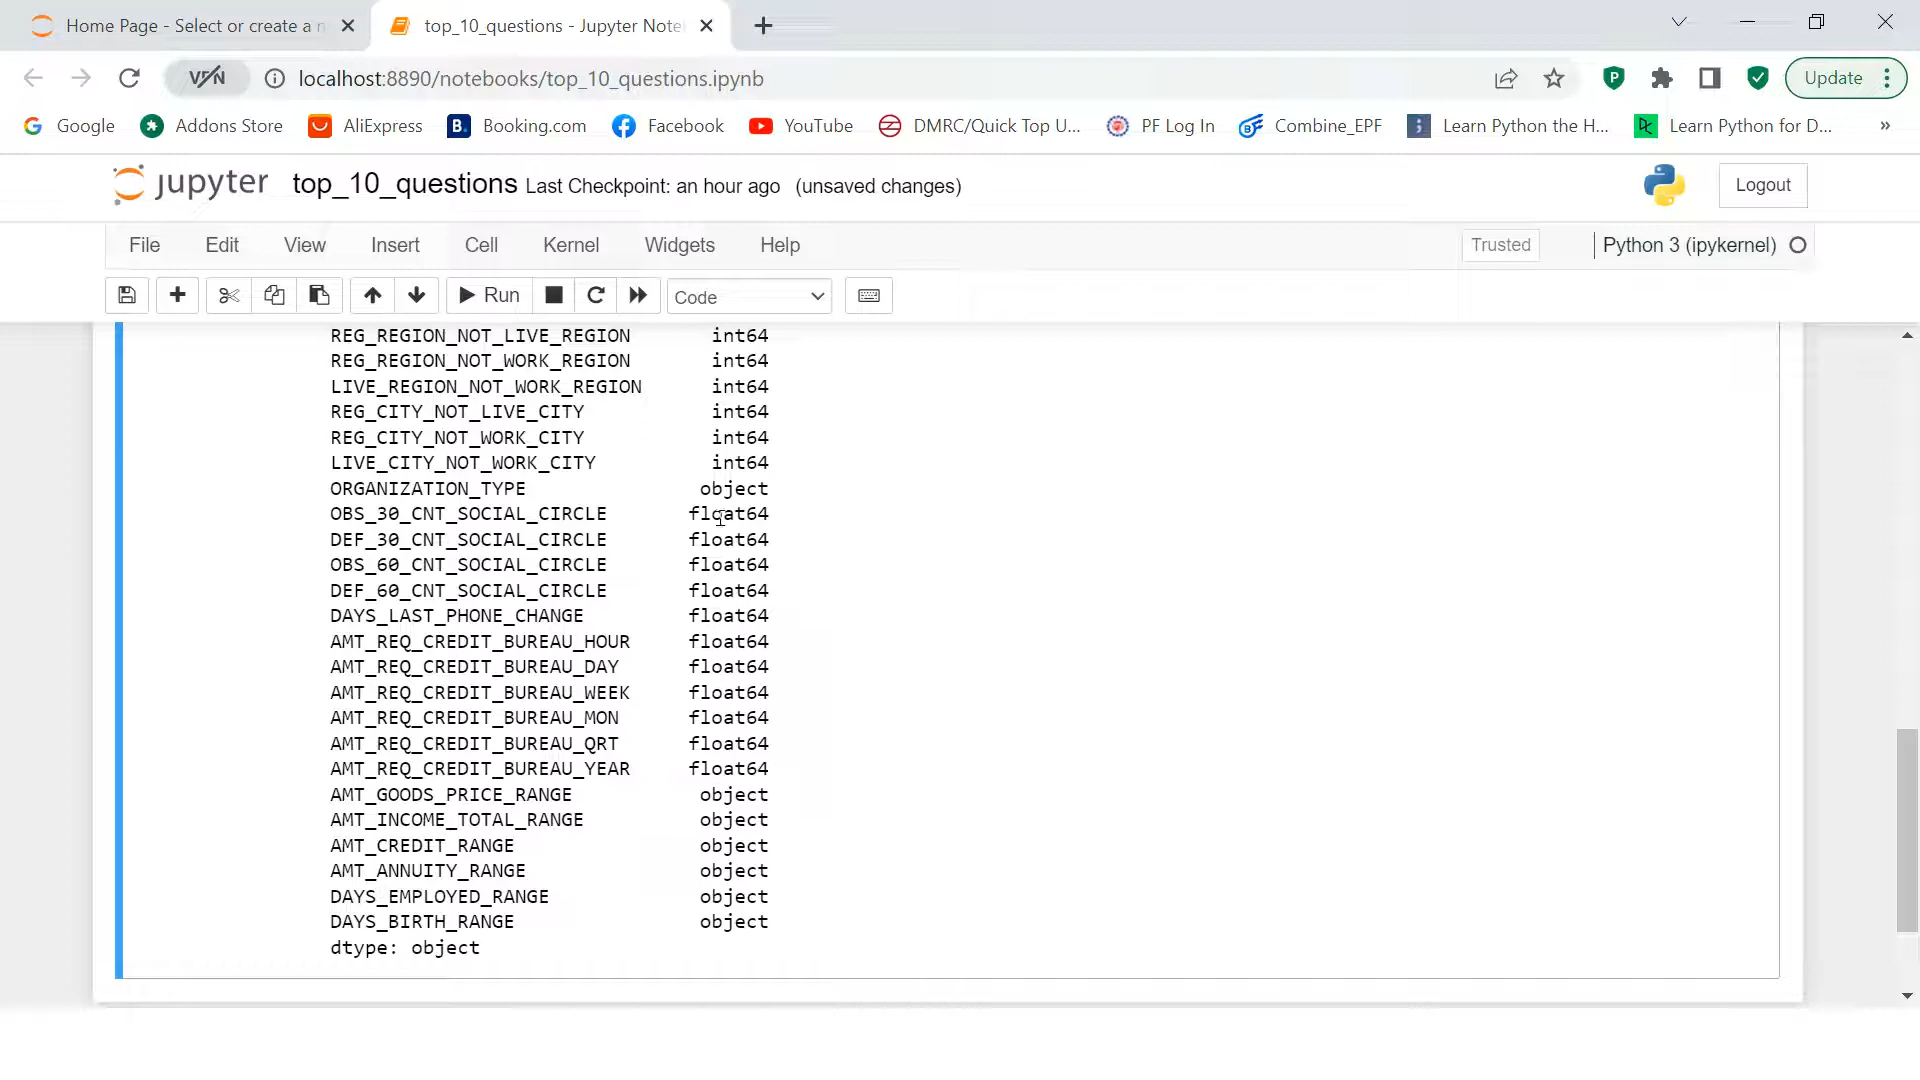 Home Page - Select or create a n
top_10_questions - Jupyter Note
VPN
localhost:8890/notebooks/top_10_questions.ipynb
Update
Google
Addons Store
AliExpress
B. Booking.com
Facebook
YouTube
DMRC/Quick Top U...
PF Log In
Combine_EPF
Learn Python the H...
Learn Python for D...
»
jupyter top_10_questions Last Checkpoint: an hour ago (unsaved changes)
Logout
File Edit View Insert Cell Kernel Widgets Help
Trusted
Python 3 (ipykernel)
Run
Code
REG_REGION_NOT_LIVE_REGION int64
REG_REGION_NOT_WORK_REGION int64
LIVE_REGION_NOT_WORK_REGION int64
REG_CITY_NOT_LIVE_CITY int64
REG_CITY_NOT_WORK_CITY int64
LIVE_CITY_NOT_WORK_CITY int64
ORGANIZATION_TYPE object
OBS_30_CNT_SOCIAL_CIRCLE float64
DEF_30_CNT_SOCIAL_CIRCLE float64
OBS_60_CNT_SOCIAL_CIRCLE float64
DEF_60_CNT_SOCIAL_CIRCLE float64
DAYS_LAST_PHONE_CHANGE float64
AMT_REQ_CREDIT_BUREAU_HOUR float64
AMT_REQ_CREDIT_BUREAU_DAY float64
AMT_REQ_CREDIT_BUREAU_WEEK float64
AMT_REQ_CREDIT_BUREAU_MON float64
AMT_REQ_CREDIT_BUREAU_QRT float64
AMT_REQ_CREDIT_BUREAU_YEAR float64
AMT_GOODS_PRICE_RANGE object
AMT_INCOME_TOTAL_RANGE object
AMT_CREDIT_RANGE object
AMT_ANNUITY_RANGE object
DAYS_EMPLOYED_RANGE object
DAYS_BIRTH_RANGE object
dtype: object